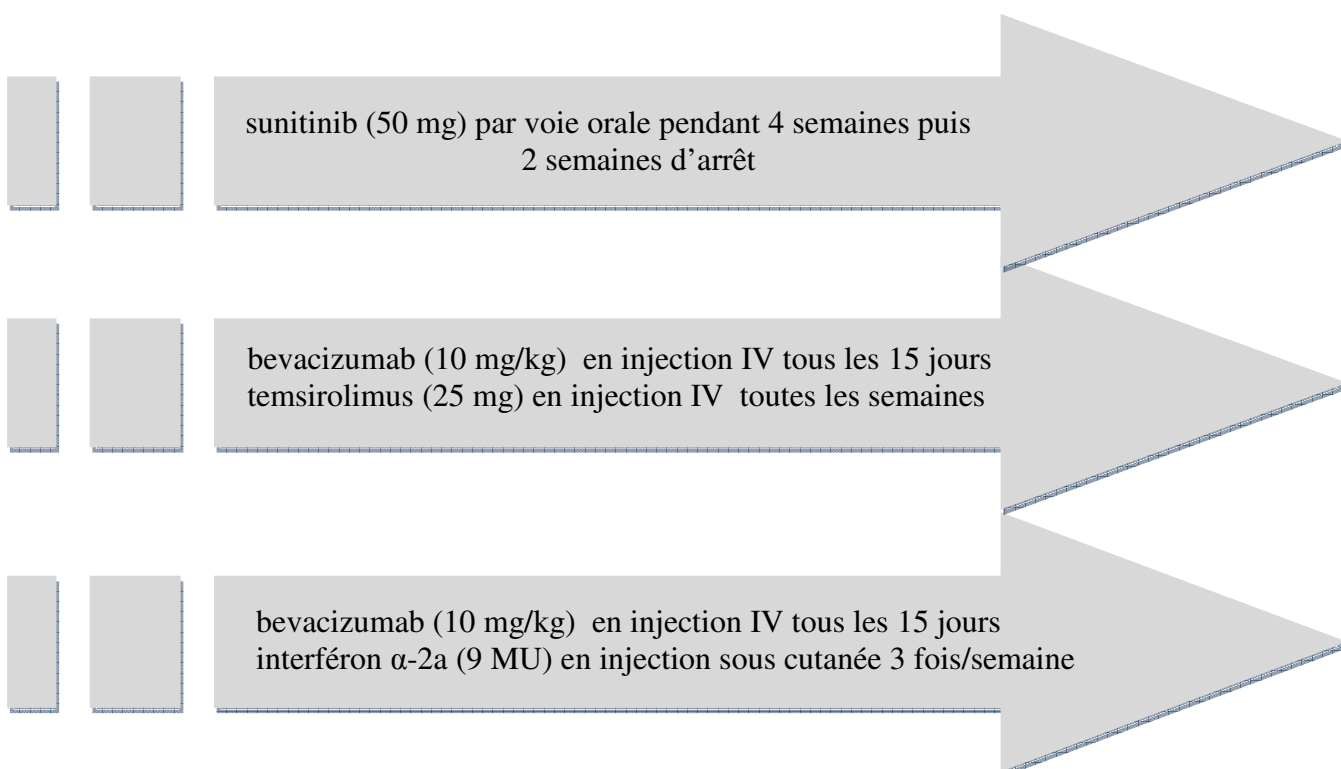 sunitinib (50 mg) par voie orale pendant 4 semaines puis
2 semaines d’arrêt
bevacizumab (10 mg/kg) en injection IV tous les 15 jours
temsirolimus (25 mg) en injection IV toutes les semaines
bevacizumab (10 mg/kg) en injection IV tous les 15 jours
interféron α-2a (9 MU) en injection sous cutanée 3 fois/semaine